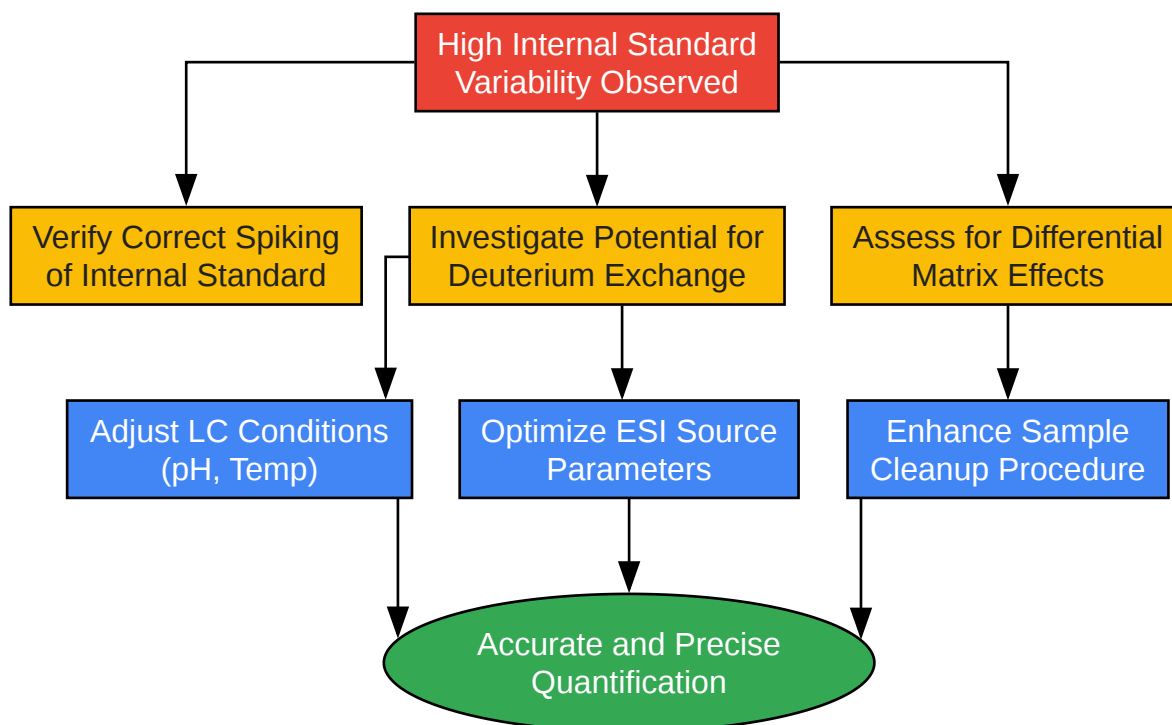 High Internal Standard
Variability Observed
Verify Correct Spiking
of Internal Standard
Investigate Potential for
Deuterium Exchange
Assess for Differential
Matrix Effects
Adjust LC Conditions
(pH, Temp)
Optimize ESI Source
Parameters
Enhance Sample
Cleanup Procedure
Accurate and Precise
Quantification